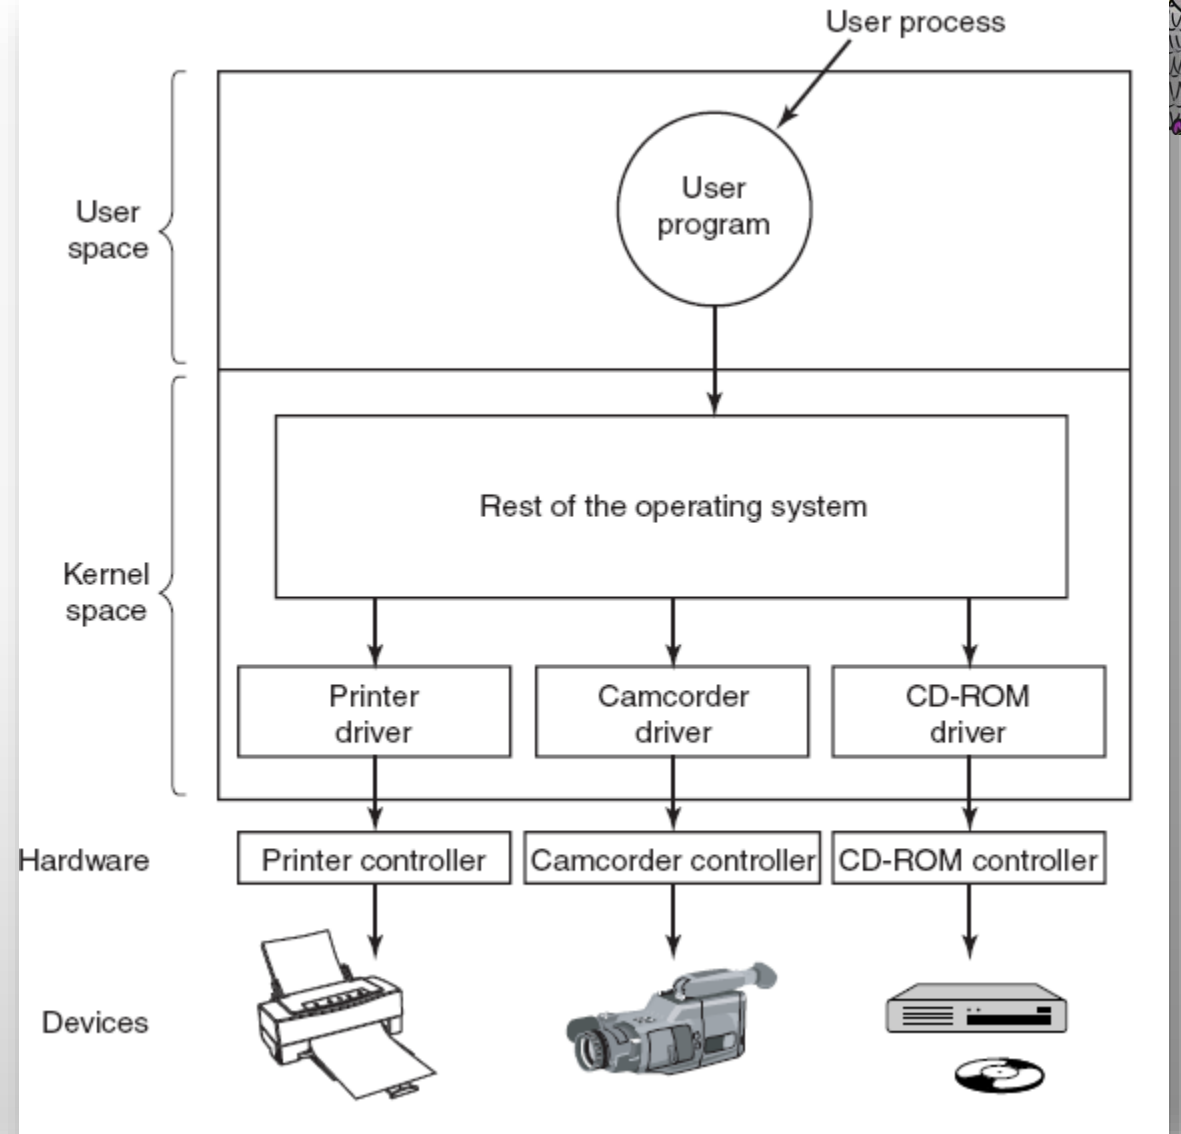 User process
User
program
User
space
Rest of the operating system
Kernel
space
Printer
driver
Camcorder
driver
CD-ROM
driver
Hardware
Printer controller
Camcorder controller
CD-ROM controller
Devices